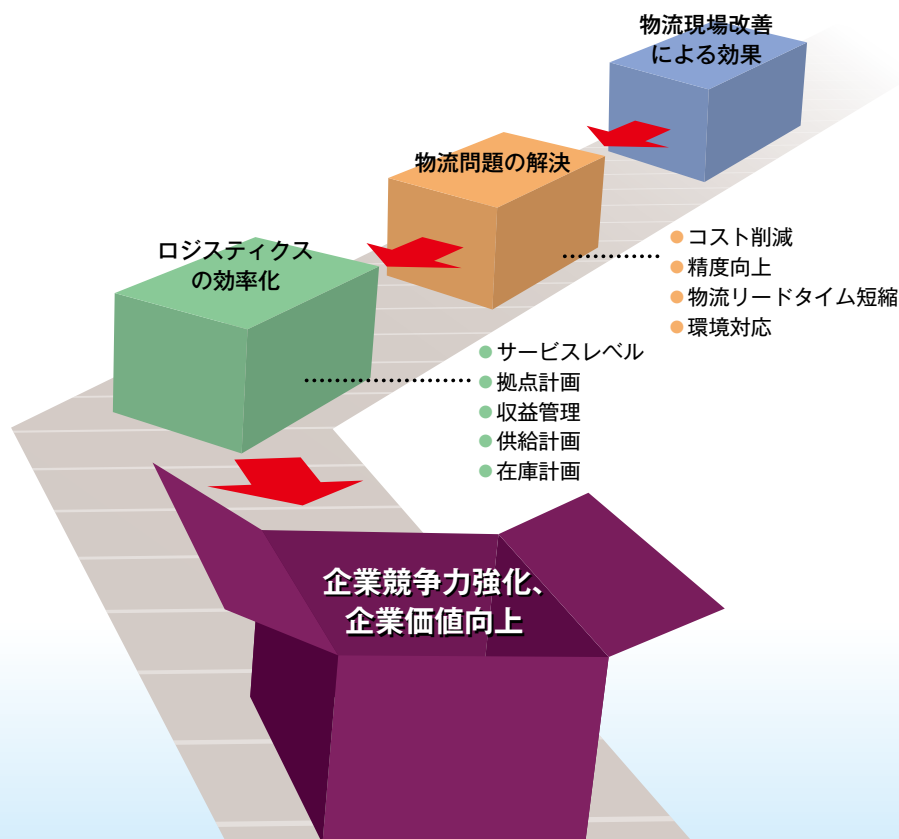 物流現場改善
による効果
物流問題の解決
●コスト削減
●精度向上
●物流リードタイム短縮
●環境対応
ロジスティクス
の効率化
●サービスレベル
●拠点計画
●収益管理
●供給計画
●在庫計画
企業競争力強化、
企業価値向上